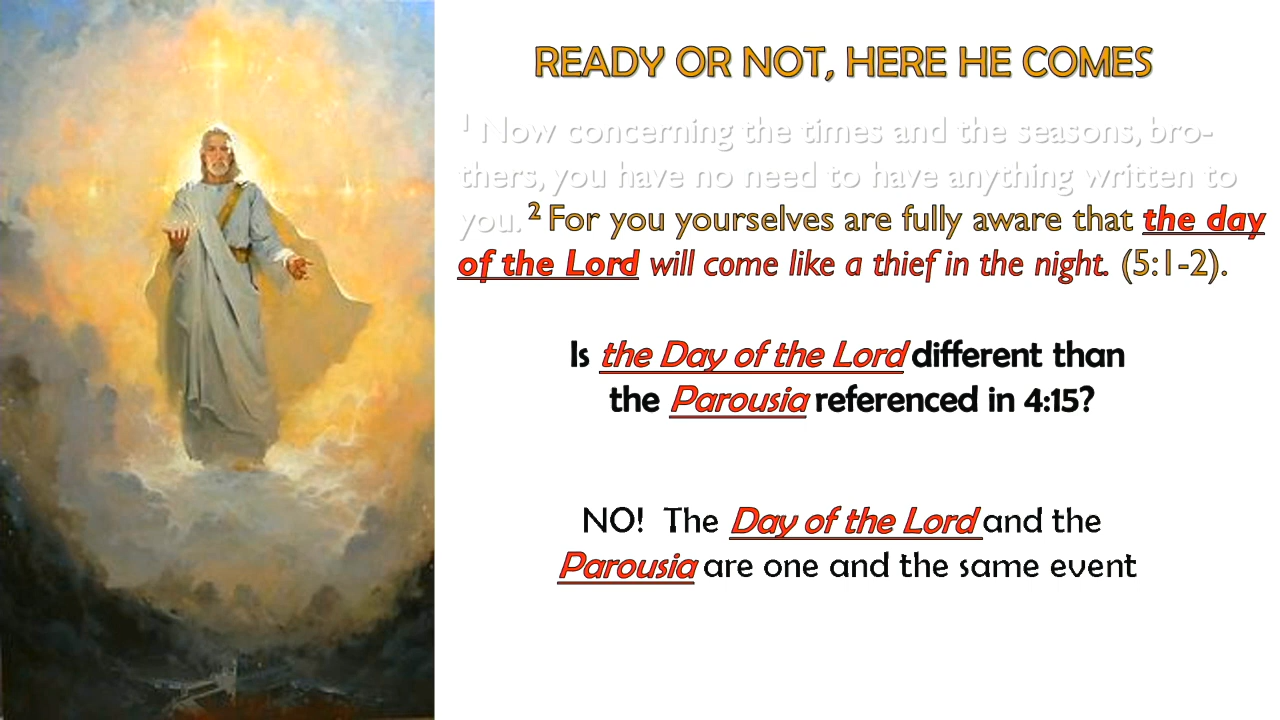 READY OR NOT, HERE HE COMES
¹ Now concerning the times and the seasons, bro-
thers, you have no need to have anything written to
you. ² For you yourselves are fully aware that the day
of the Lord will come like a thief in the night. (5:1-2).
Is the Day of the Lord different than
the Parousia referenced in 4:15?
NO! The Day of the Lord and the
Parousia are one and the same event